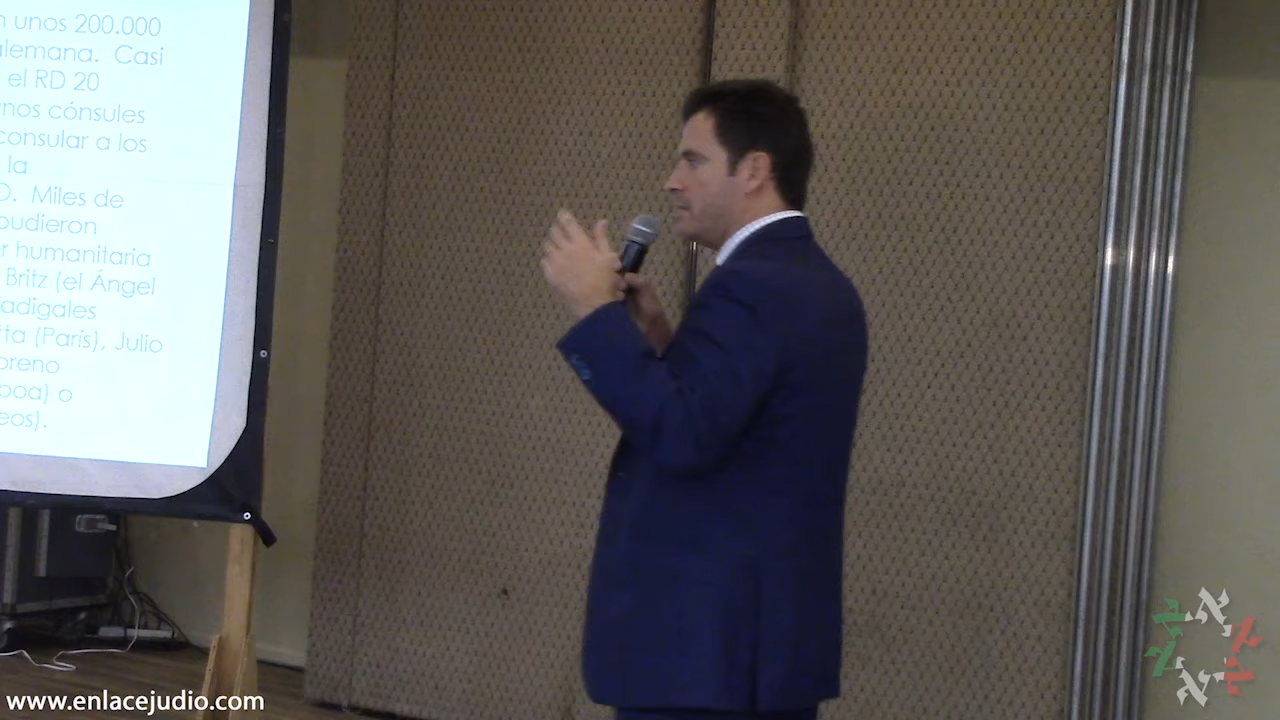 n unos 200.000
alemana. Casi
el RD 20
nos cónsules
consular a los
la
O. Miles de
pudieron
r humanitaria
Britz (el Ángel
adigales
tta (París), Julio
oreno
boa) o
eos).
www.enlacejudio.com